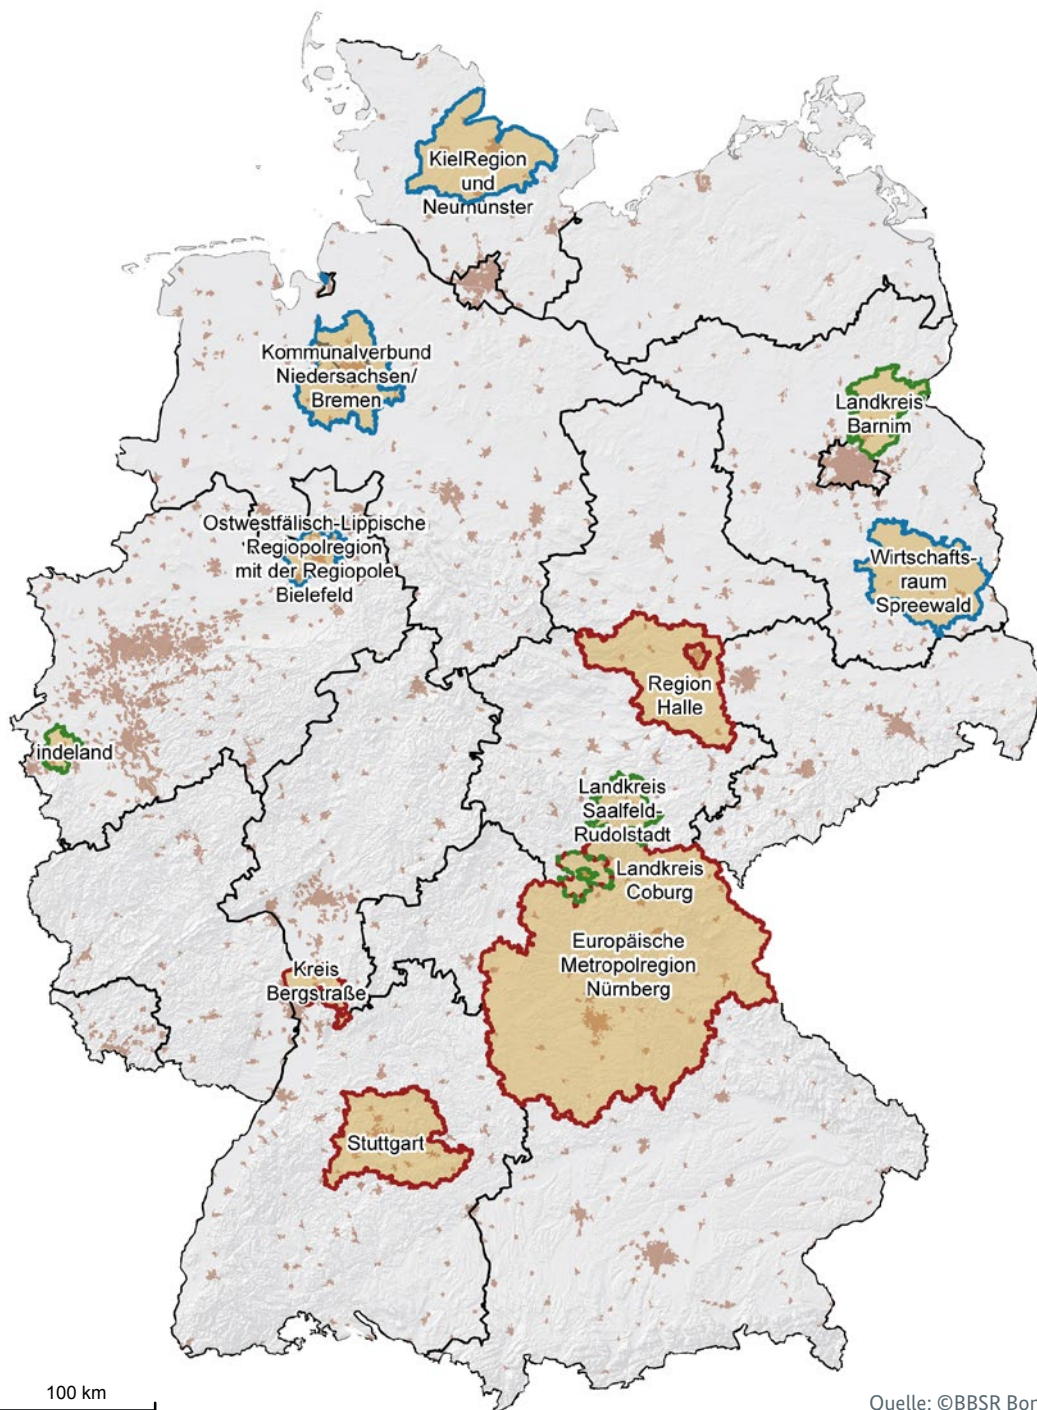 KielRegion
und
Neumünster
Kommunalverbund
Niedersachsen/
Bremen
Landkreis
Barnim
Ostwestfälisch-Lippische
Regiopolregion
mit der Regiopole
Bielefeld
Wirtschafts-
raum
Spreewald
Region
Halle
indeland
Landkreis
Saalfeld-
Rudolstadt
Landkreis
Coburg
Europäische
Metropolregion
Nürnberg
Kreis
Bergstraße
Stuttgart
100 km
Quelle: ©BBSR Bon